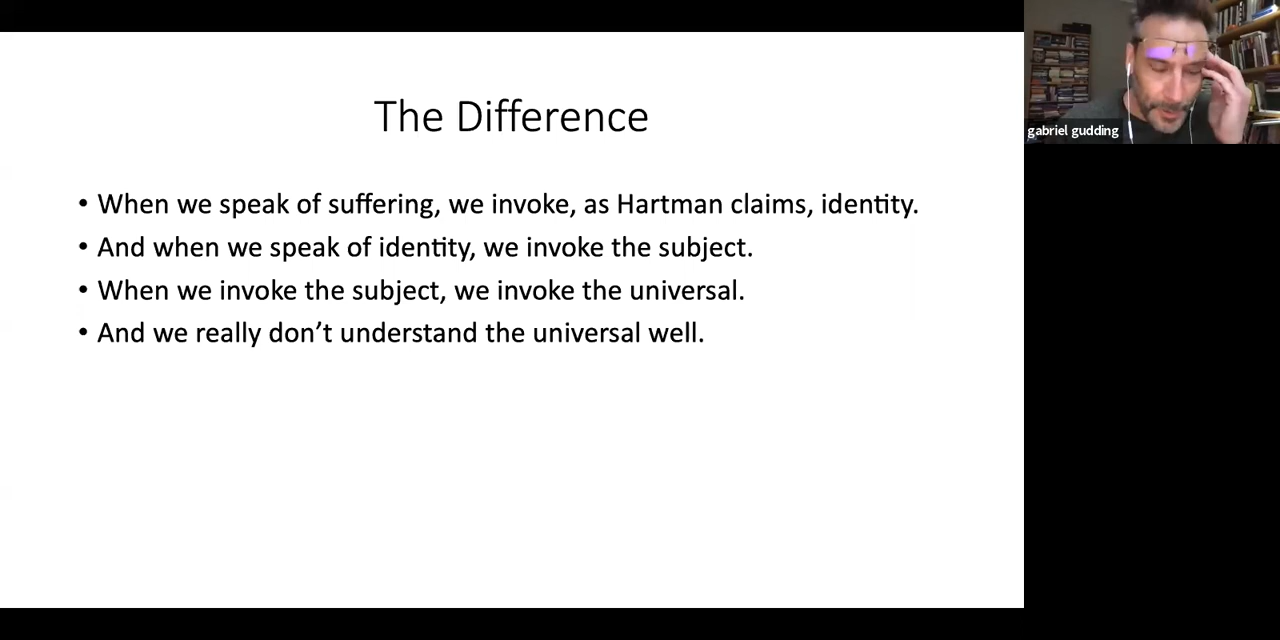 The Difference
• When we speak of suffering, we invoke, as Hartman claims, identity.
• And when we speak of identity, we invoke the subject.
• When we invoke the subject, we invoke the universal.
• And we really don’t understand the universal well.
gabriel gudding